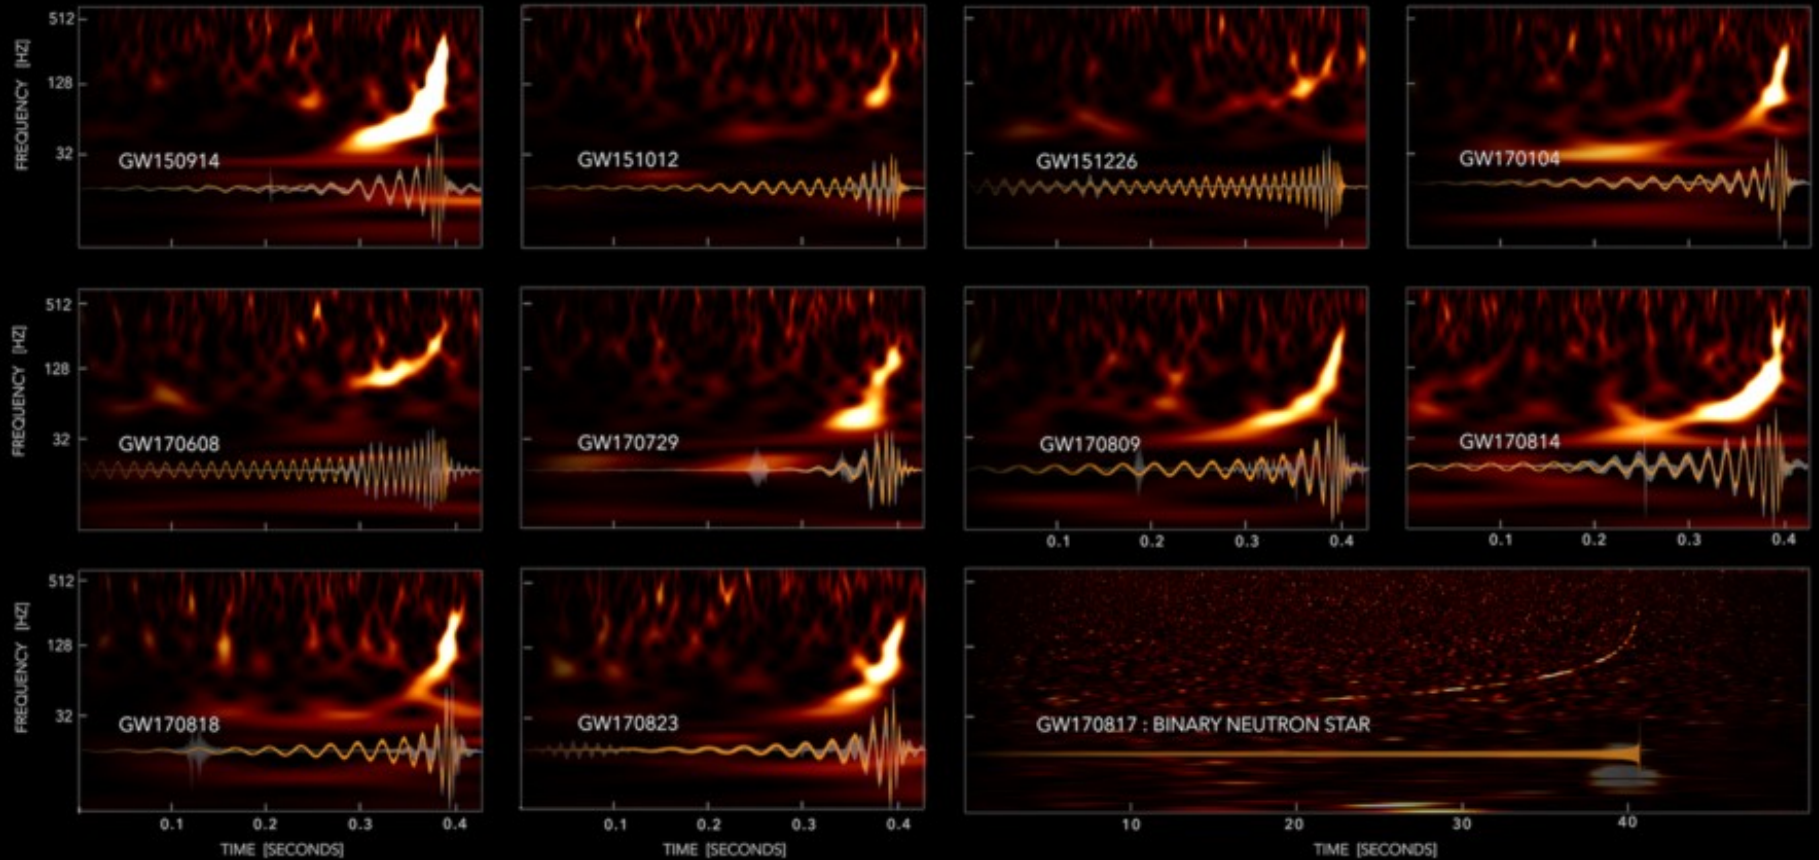 FREQUENCY [HZ]
512
128
32
GW150914
GW151012
GW151226
GW170104
FREQUENCY [HZ]
512
128
32
GW170608
GW170729
GW170809
GW170814
0.1 0.2 0.3 0.4
0.1 0.2 0.3 0.4
FREQUENCY [HZ]
512
128
32
GW170818
GW170823
GW170817 : BINARY NEUTRON STAR
0.1 0.2 0.3 0.4
0.1 0.2 0.3 0.4
10 20 30 40
TIME [SECONDS]
TIME [SECONDS]
TIME [SECONDS]